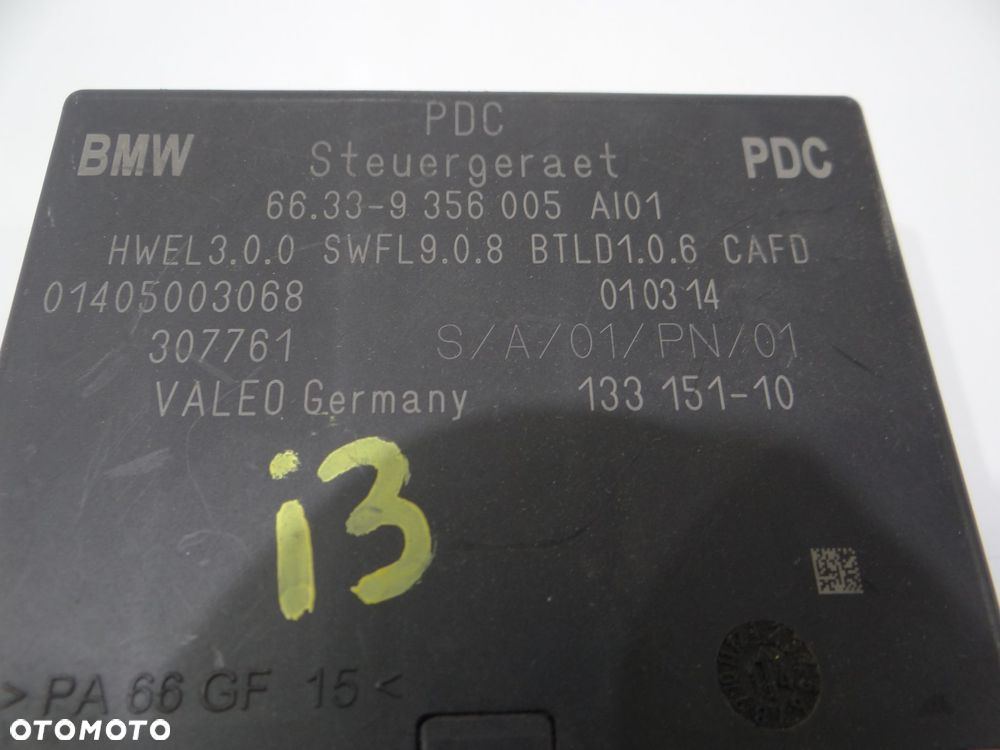 PDC
BMW Steuergeraet PDC
66.33-9 356 005 AI01
HWEL3.0.0 SWFL9.0.8 BTLD1.0.6 CAFD
01405003068 010314
307761 S/A/01/PN/01
VALEO Germany 133 151-10
i3
> PA 66 GF 15 <
OTOMOTO